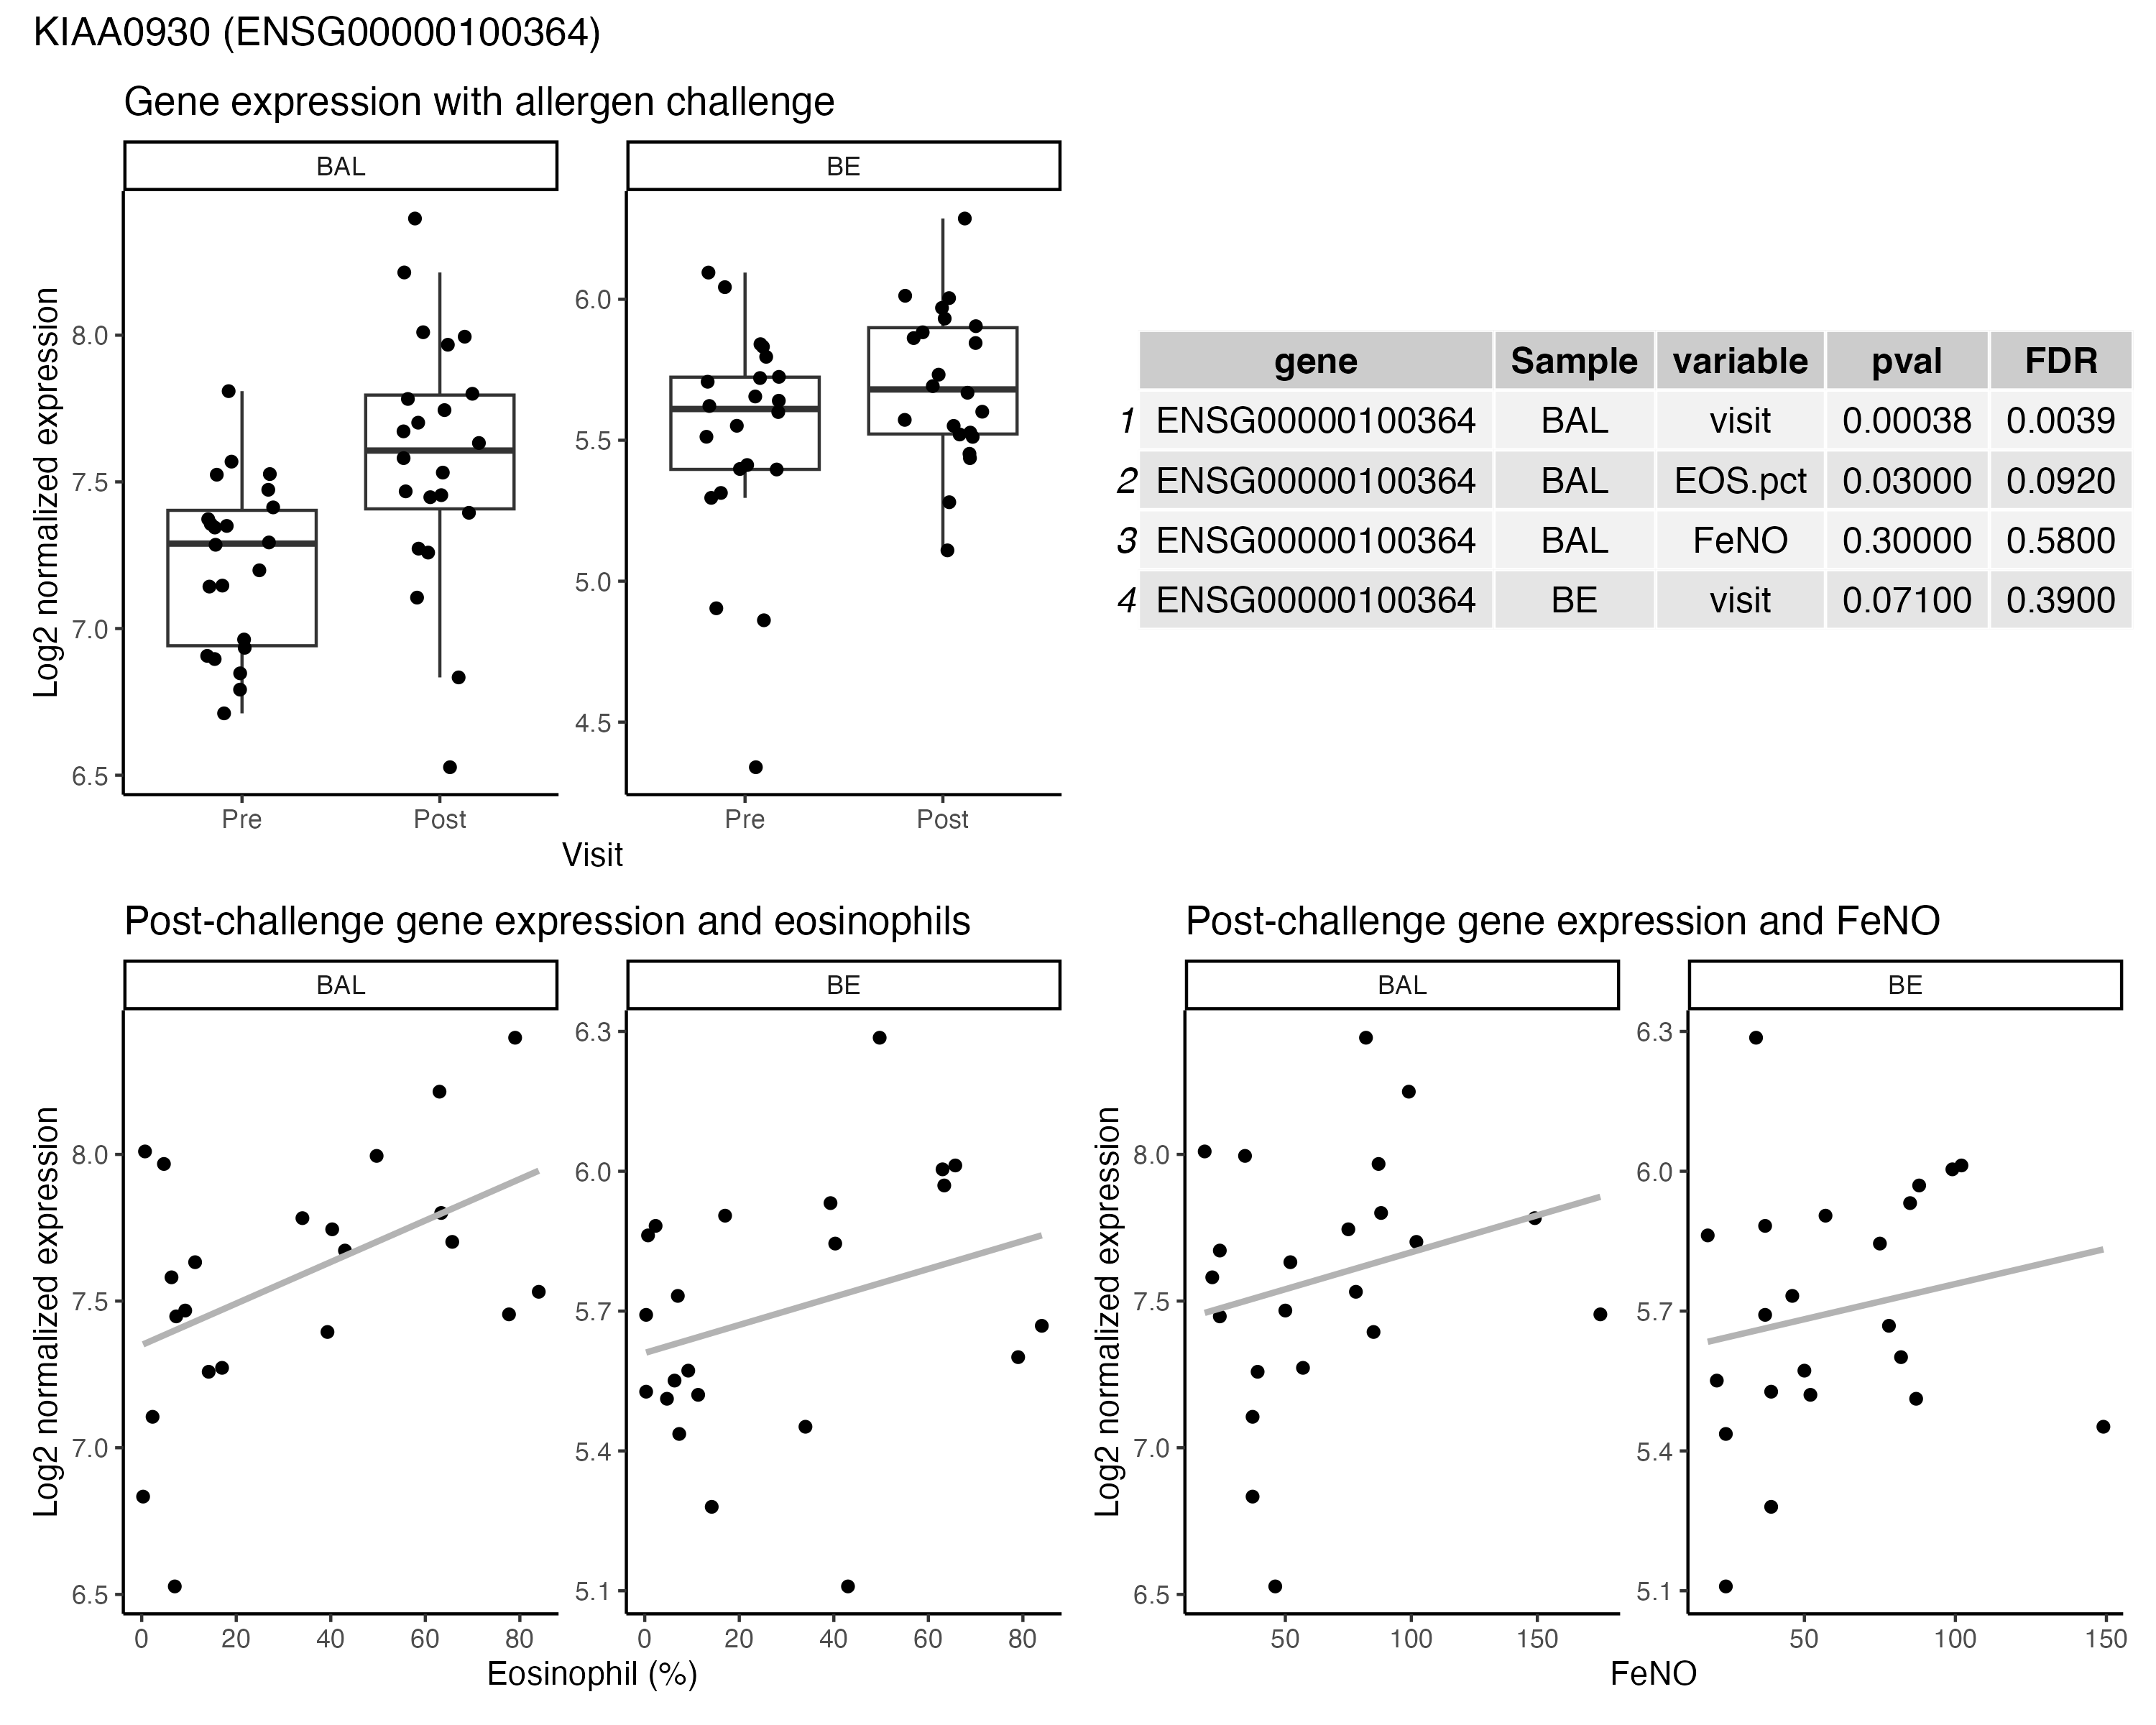 KIAA0930 (ENSG00000100364)
Gene expression with allergen challenge
BAL
BE
Log2 normalized expression
8.0
7.5
7.0
6.5
6.0
5.5
5.0
4.5
Pre
Post
Pre
Post
Visit
gene Sample variable pval FDR
1 ENSG00000100364 BAL visit 0.00038 0.0039
2 ENSG00000100364 BAL EOS.pct 0.03000 0.0920
3 ENSG00000100364 BAL FeNO 0.30000 0.5800
4 ENSG00000100364 BE visit 0.07100 0.3900
Post-challenge gene expression and eosinophils
BAL
BE
Log2 normalized expression
8.0
7.5
7.0
6.5
6.3
6.0
5.7
5.4
5.1
0 20 40 60 80
0 20 40 60 80
Eosinophil (%)
Post-challenge gene expression and FeNO
BAL
BE
Log2 normalized expression
8.0
7.5
7.0
6.5
6.3
6.0
5.7
5.4
5.1
50 100 150
50 100 150
FeNO